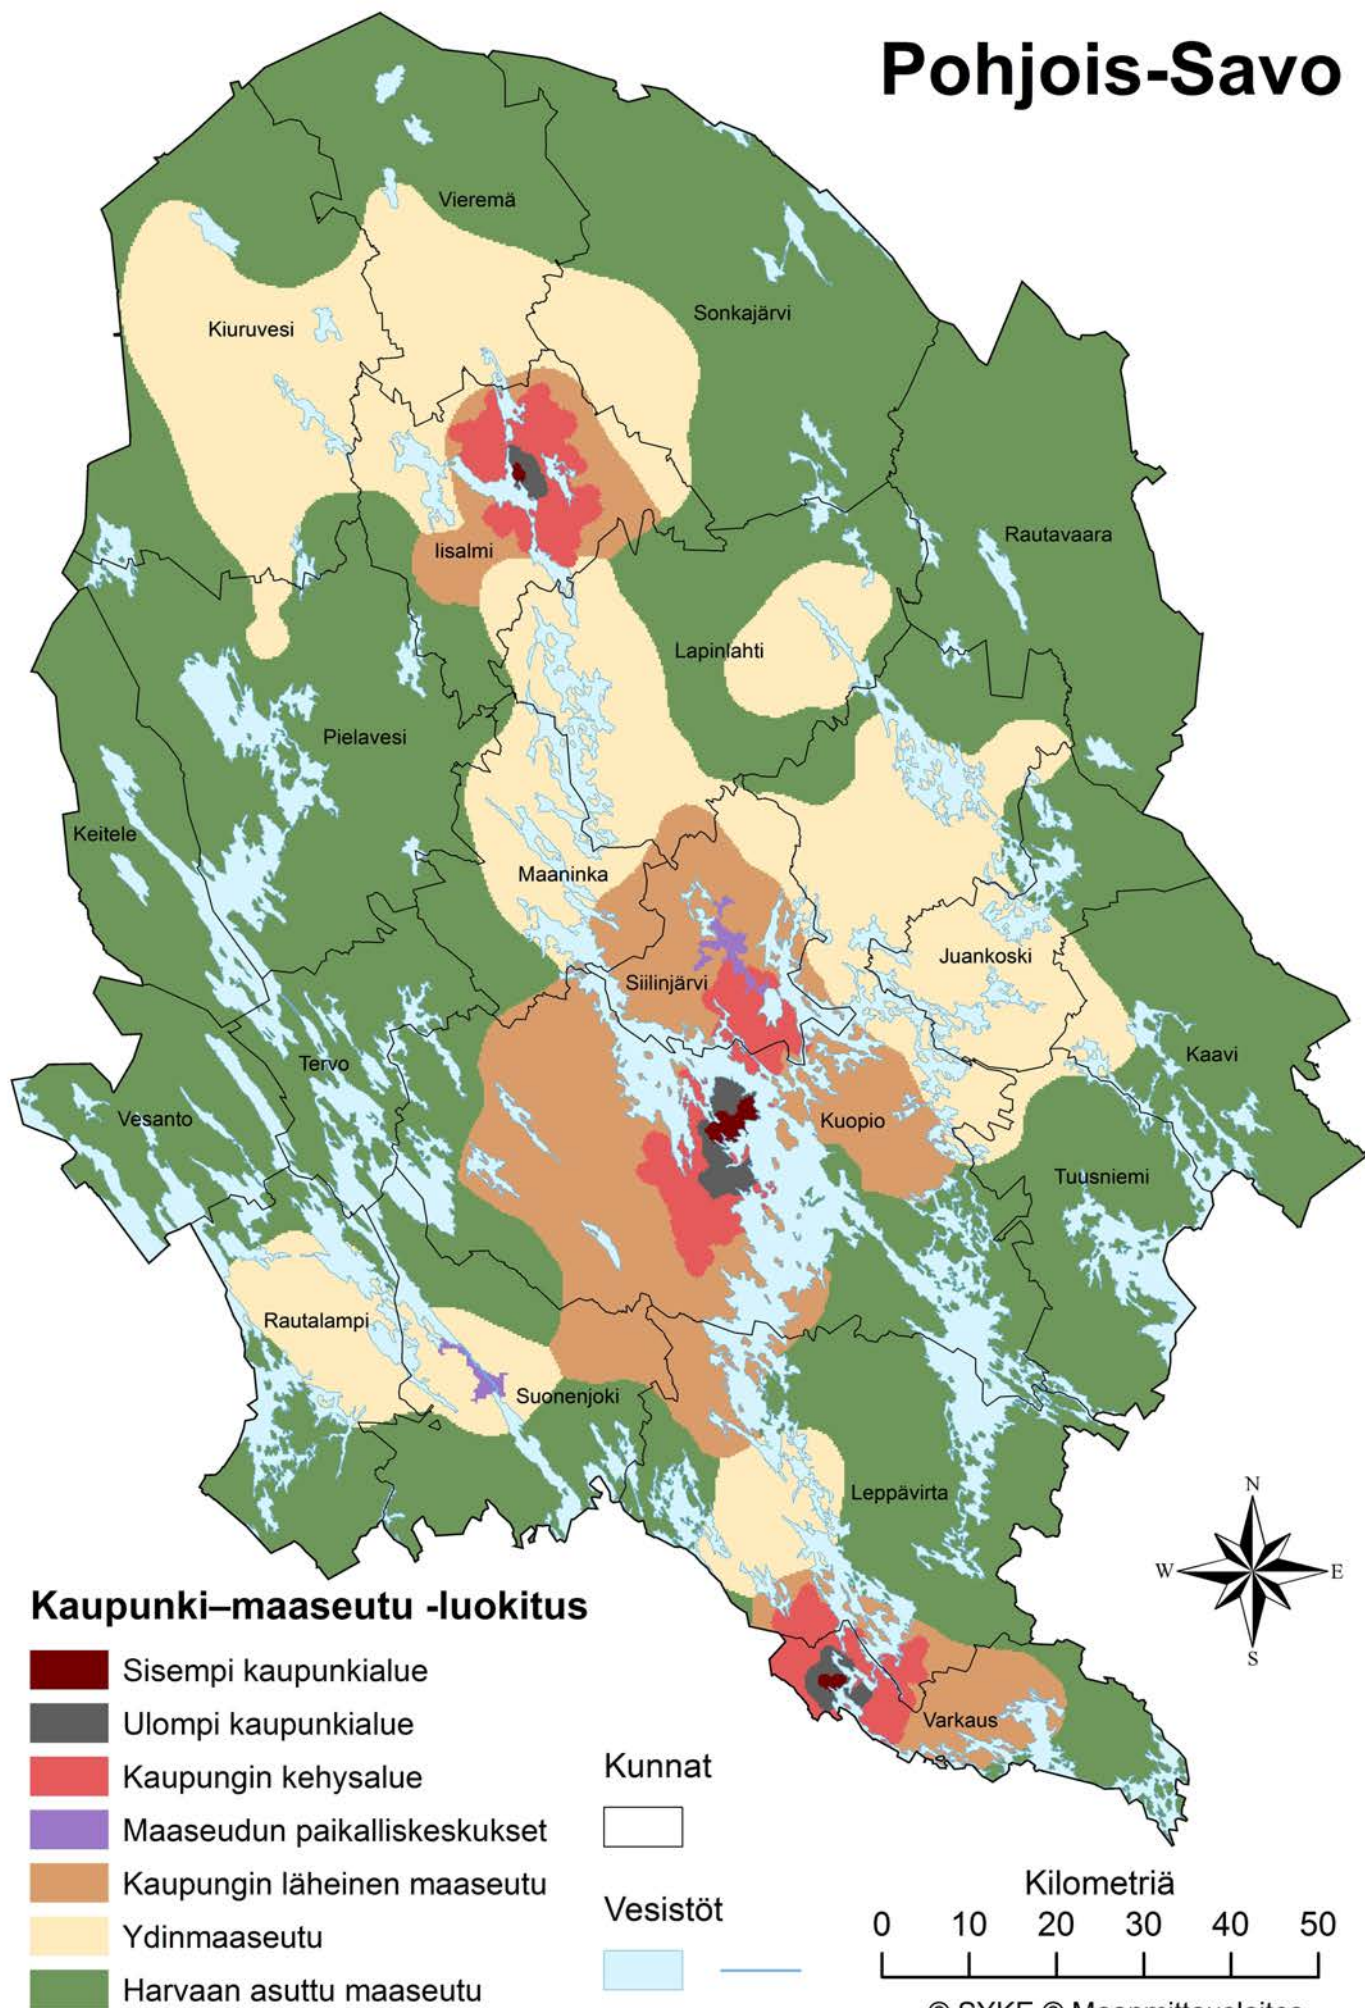 Pohjois-Savo
Vieremä
Sonkajärvi
Kiuruvesi
Rautavaara
Iisalmi
Lapinlahti
Pielavesi
Keitele
Maaninka
Juankoski
Siilinjärvi
Kaavi
Tervo
Vesanto
Kuopio
Tuusniemi
Rautalampi
Suonenjoki
Leppävirta
N
W E
S
Varkaus
Kaupunki–maaseutu -luokitus
Sisempi kaupunkialue
Ulompi kaupunkialue
Kaupungin kehysalue
Maaseudun paikalliskeskukset
Kaupungin läheinen maaseutu
Ydinmaaseutu
Harvaan asuttu maaseutu
Kunnat
Vesistöt
Kilometriä
0 10 20 30 40 50
© SYKE © Maanmittauslaitos